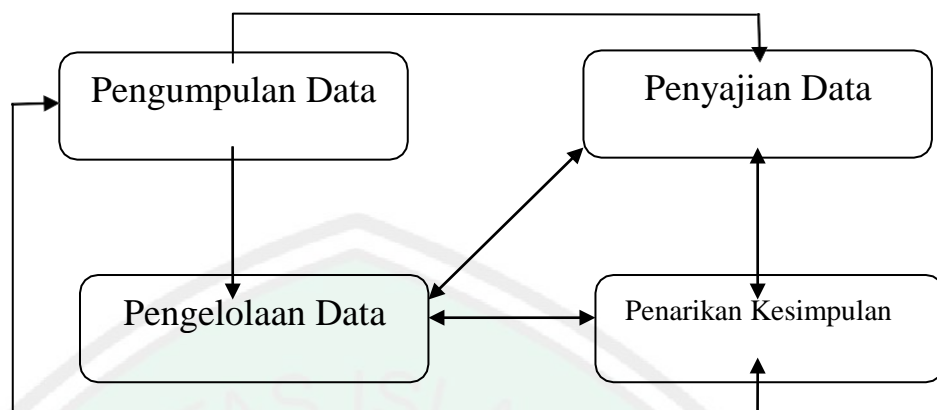 Pengumpulan Data
Penyajian Data
Pengelolaan Data
Penarikan Kesimpulan